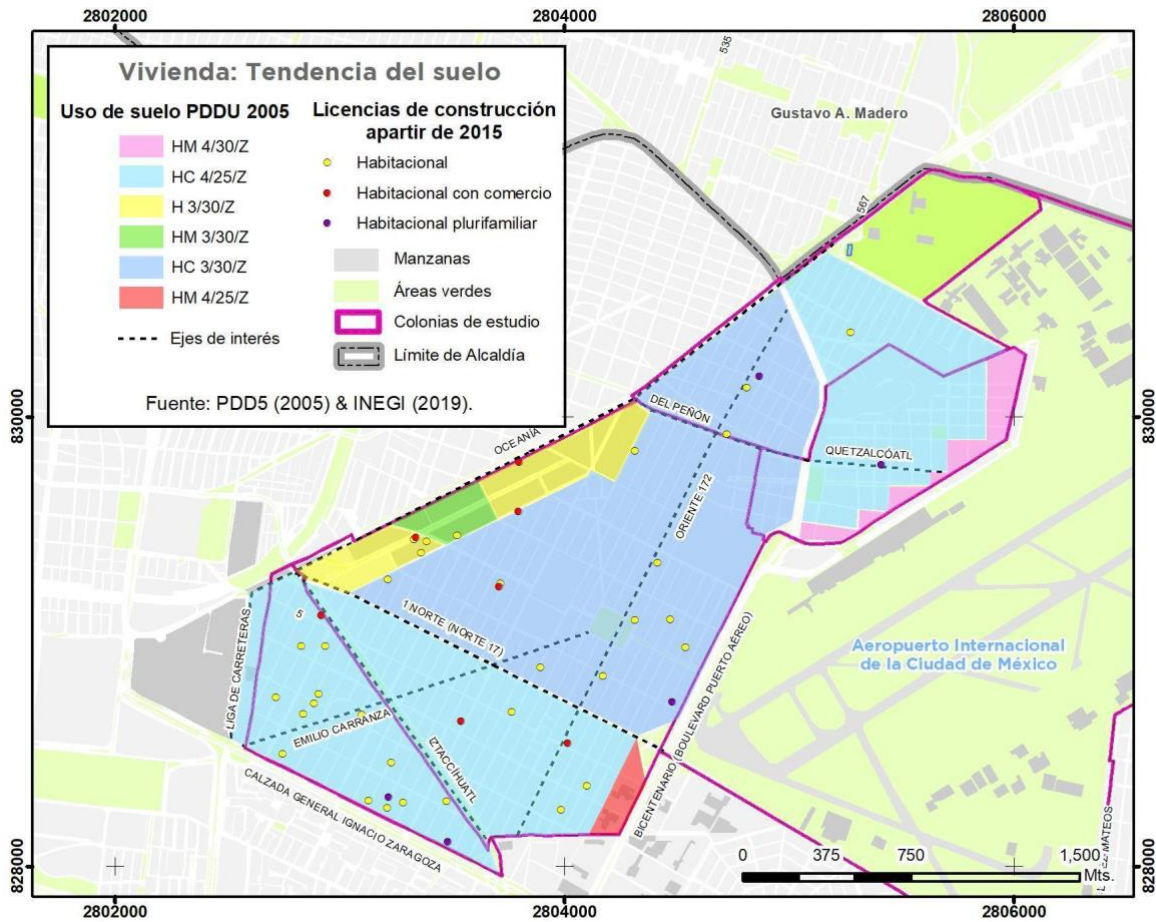 2802000
2804000
2806000
Vivienda: Tendencia del suelo
Uso de suelo PDDU 2005
HM 4/30/Z
HC 4/25/Z
H 3/30/Z
HM 3/30/Z
HC 3/30/Z
HM 4/25/Z
Ejes de interés
Licencias de construcción
apartir de 2015
Habitacional
Habitacional con comercio
Habitacional plurifamiliar
Manzanas
Áreas verdes
Colonias de estudio
Límite de Alcaldía
Fuente: PDD5 (2005) & INEGI (2019).
535
Gustavo A. Madero
567
830000
830000
OCEANÍA
DEL PEÑÓN
QUETZALCÓATL
ORIENTE 172
1 NORTE (NORTE 17)
5
LIGA DE CARRETERAS
EMILIO CARRANZA
IZTACCÍHUATL
CALZADA GENERAL IGNACIO ZARAGOZA
BICENTENARIO (BOULEVARD PUERTO AÉREO)
Aeropuerto Internacional
de la Ciudad de México
MATEOS
828000
828000
0 375 750 1,500
Mts.
2802000
2804000
2806000